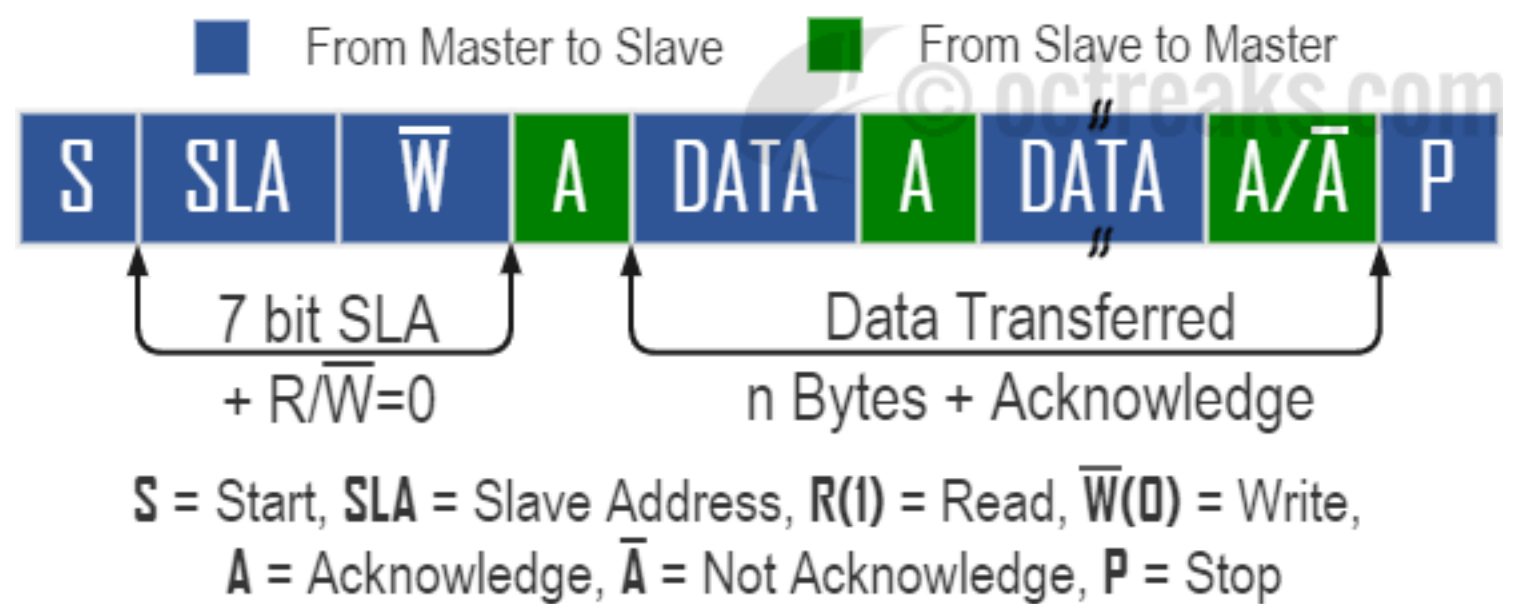 From Master to Slave From Slave to Master
© ocfreaks.com
S SLA W̅ A DATA A DATA A/A̅ P
7 bit SLA Data Transferred
+ R/W̅=0 n Bytes + Acknowledge
S = Start, SLA = Slave Address, R(1) = Read, W̅(0) = Write,
A = Acknowledge, A̅ = Not Acknowledge, P = Stop